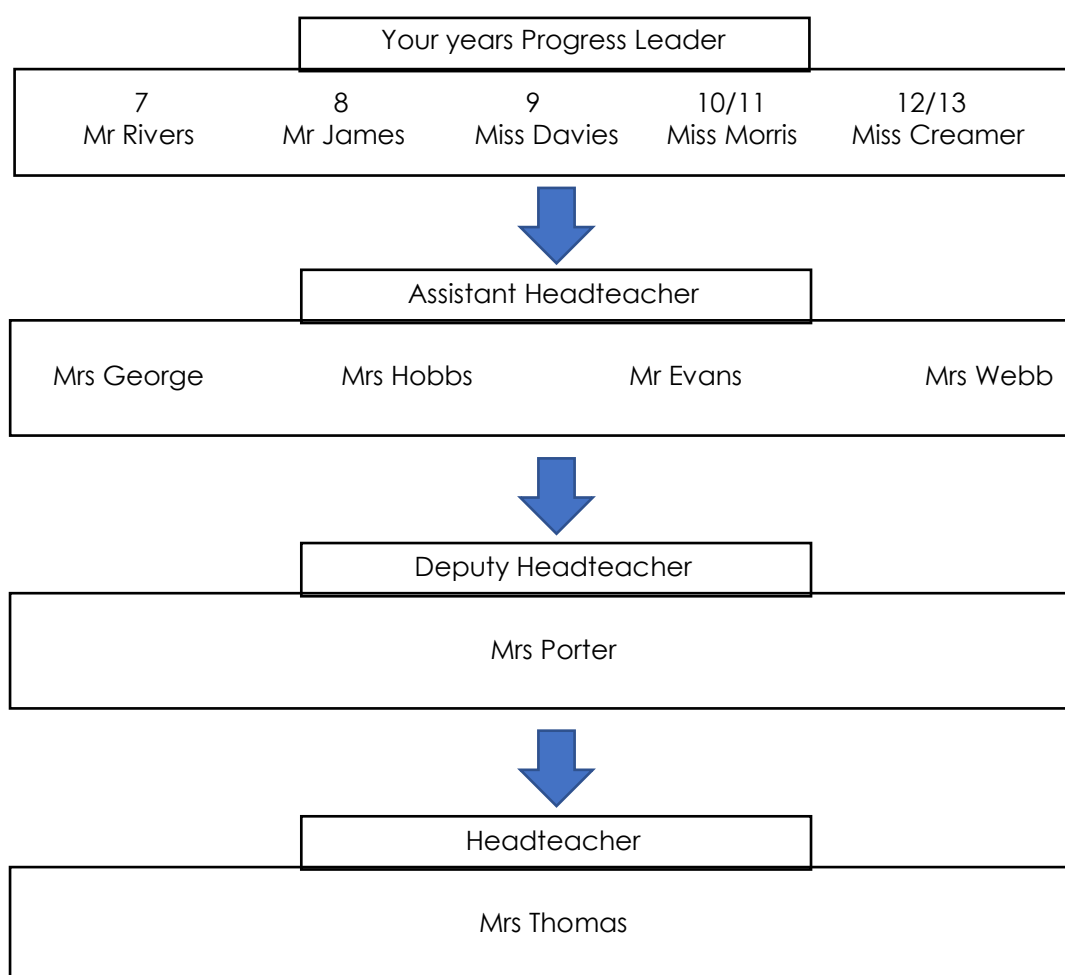 Your years Progress Leader
7 8 9 10/11 12/13
Mr Rivers Mr James Miss Davies Miss Morris Miss Creamer
Assistant Headteacher
Mrs George Mrs Hobbs Mr Evans Mrs Webb
Deputy Headteacher
Mrs Porter
Headteacher
Mrs Thomas